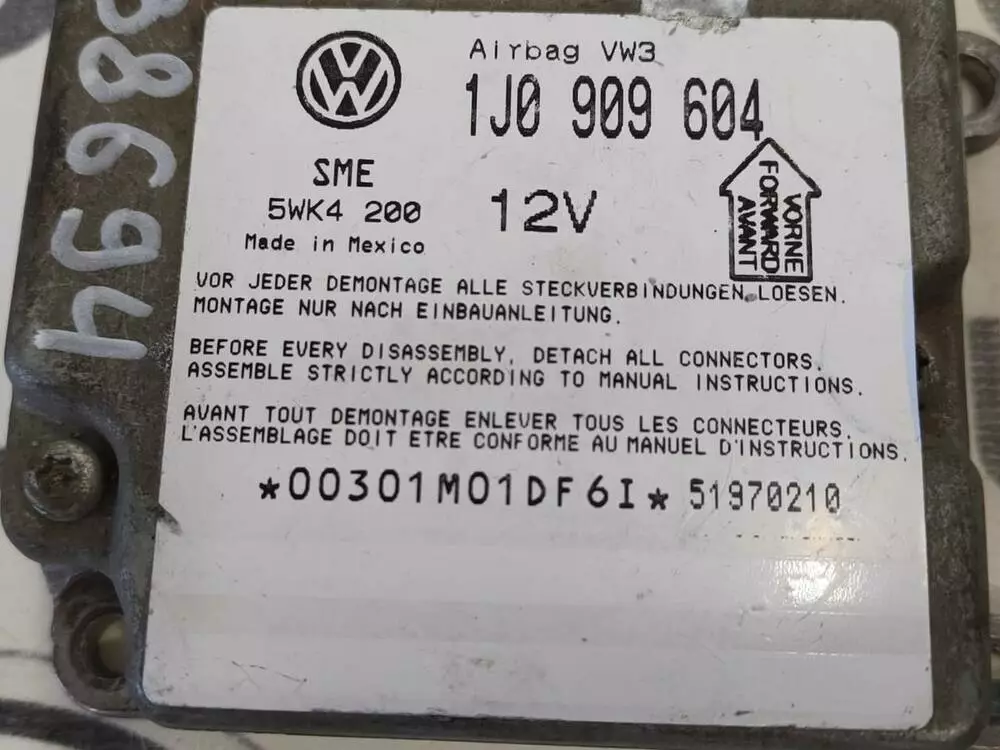 Airbag VW3
1J0 909 604
SME
5WK4 200
12V
Made in Mexico
VORNE
FORWARD
AVANT
VOR JEDER DEMONTAGE ALLE STECKVERBINDUNGEN LOESEN.
MONTAGE NUR NACH EINBAUANLEITUNG.
BEFORE EVERY DISASSEMBLY, DETACH ALL CONNECTORS.
ASSEMBLE STRICTLY ACCORDING TO MANUAL INSTRUCTIONS.
AVANT TOUT DEMONTAGE ENLEVER TOUS LES CONNECTEURS.
L'ASSEMBLAGE DOIT ETRE CONFORME AU MANUEL D'INSTRUCTIONS.
*00301M01DF6I* 51970210